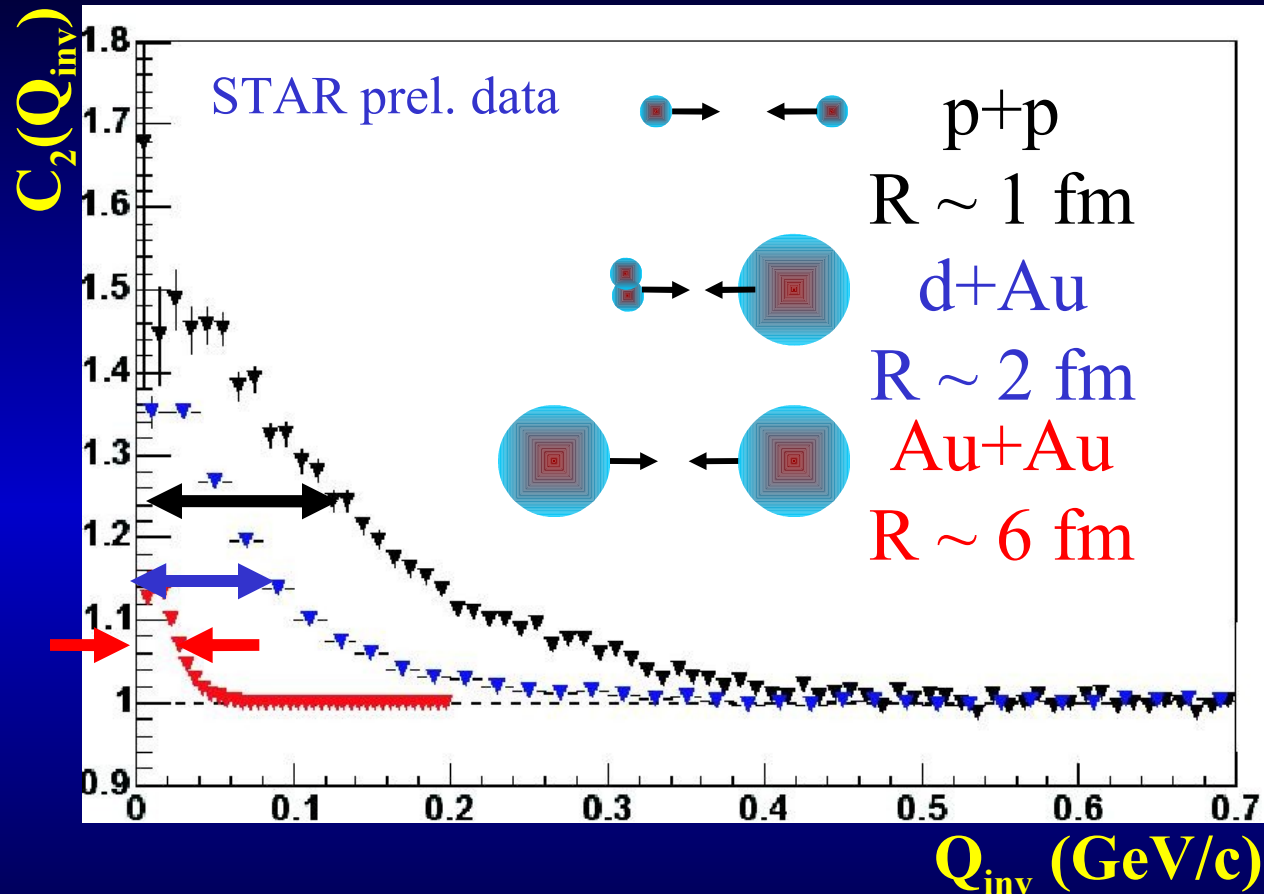 C₂(Q_inv)
1.8
1.7
1.6
1.5
1.4
1.3
1.2
1.1
1
0.9
STAR prel. data
p+p
R ~ 1 fm
d+Au
R ~ 2 fm
Au+Au
R ~ 6 fm
0 0.1 0.2 0.3 0.4 0.5 0.6 0.7
Q_inv (GeV/c)